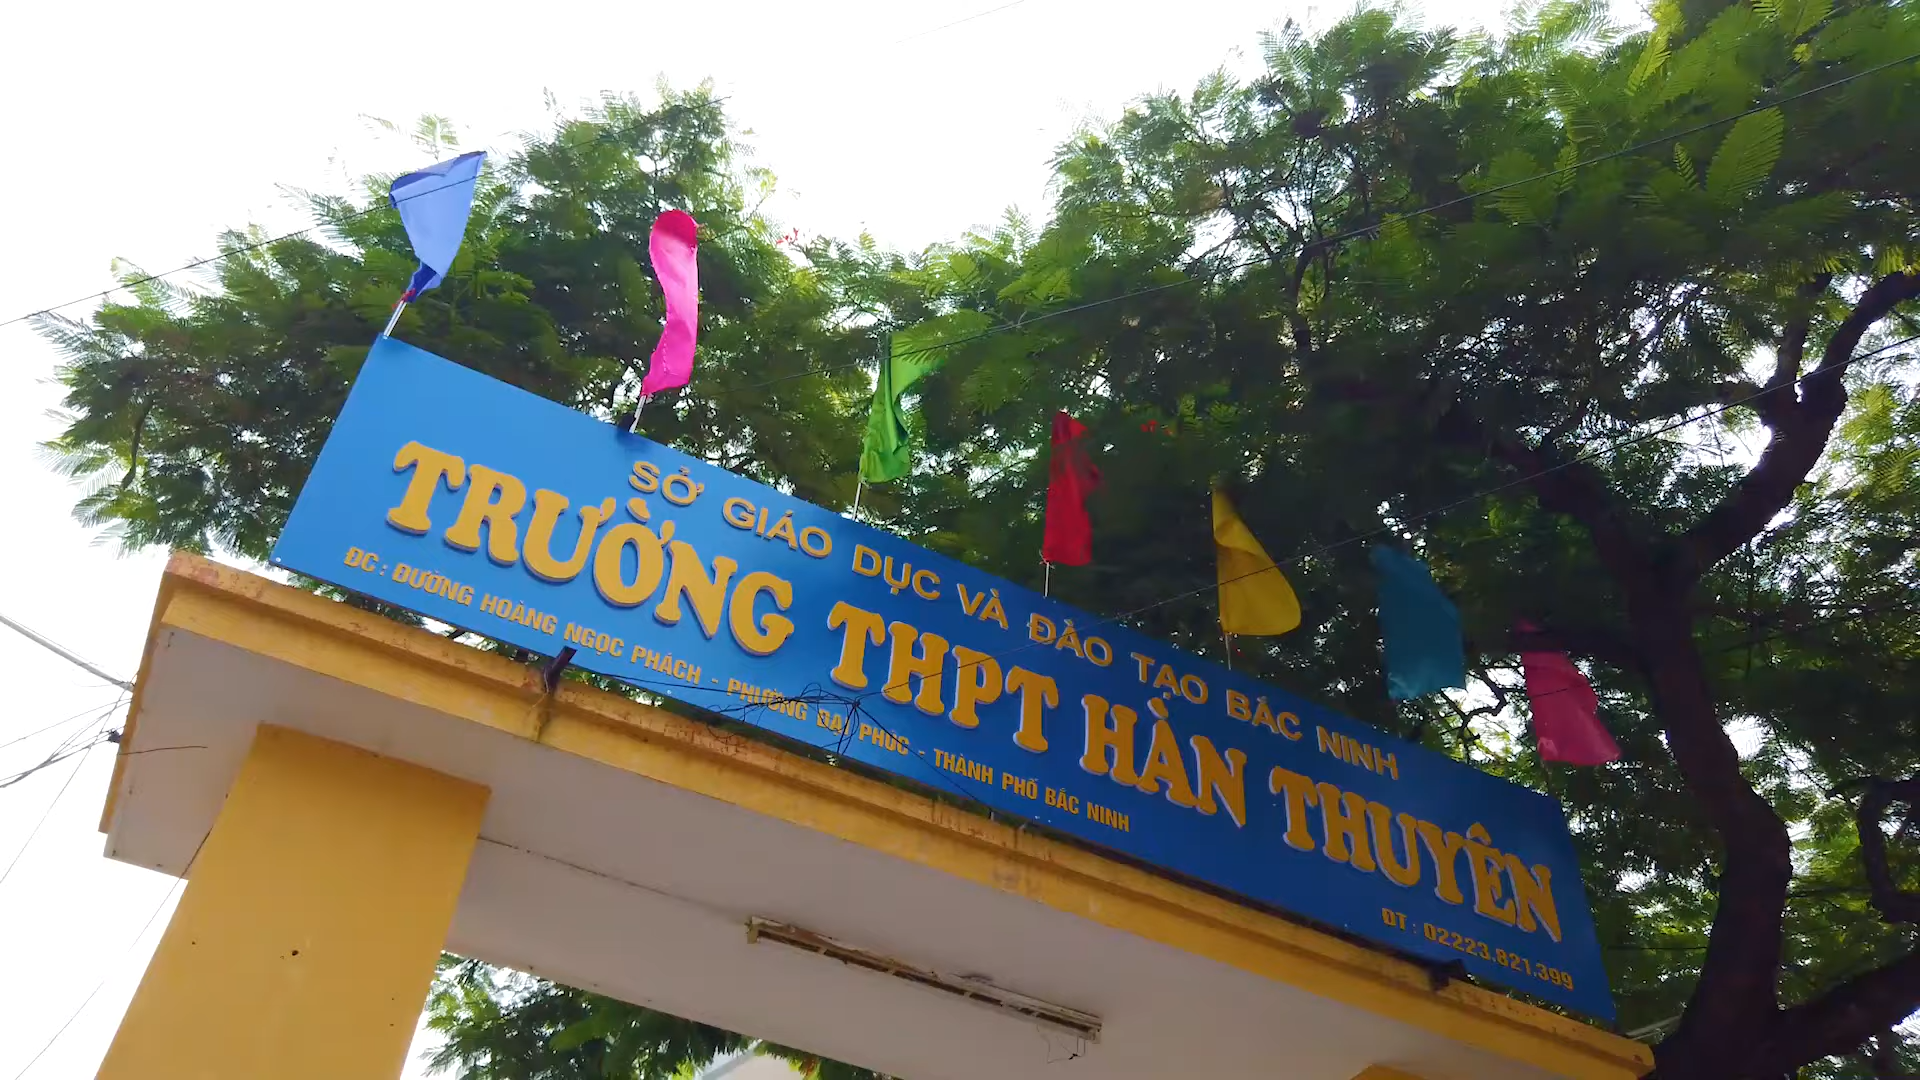 SỞ GIÁO DỤC VÀ ĐÀO TẠO BẮC NINH
TRƯỜNG THPT HÀN THUYÊN
ĐC : ĐƯỜNG HOÀNG NGỌC PHÁCH - PHƯỜNG ĐẠI PHÚC - THÀNH PHỐ BẮC NINH
ĐT : 02223.821.399